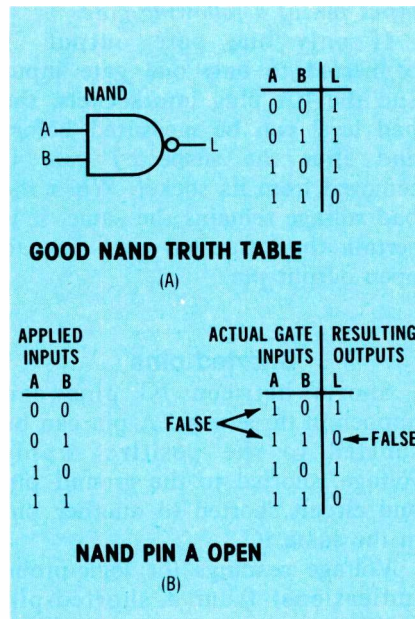 NAND
A
B
L
A B L
0 0 1
0 1 1
1 0 1
1 1 0
GOOD NAND TRUTH TABLE
(A)
APPLIED INPUTS
A B
0 0
0 1
1 0
1 1
ACTUAL GATE INPUTS
RESULTING OUTPUTS
A B L
1 0 1
1 1 0
1 0 1
1 1 0
FALSE
FALSE
NAND PIN A OPEN
(B)